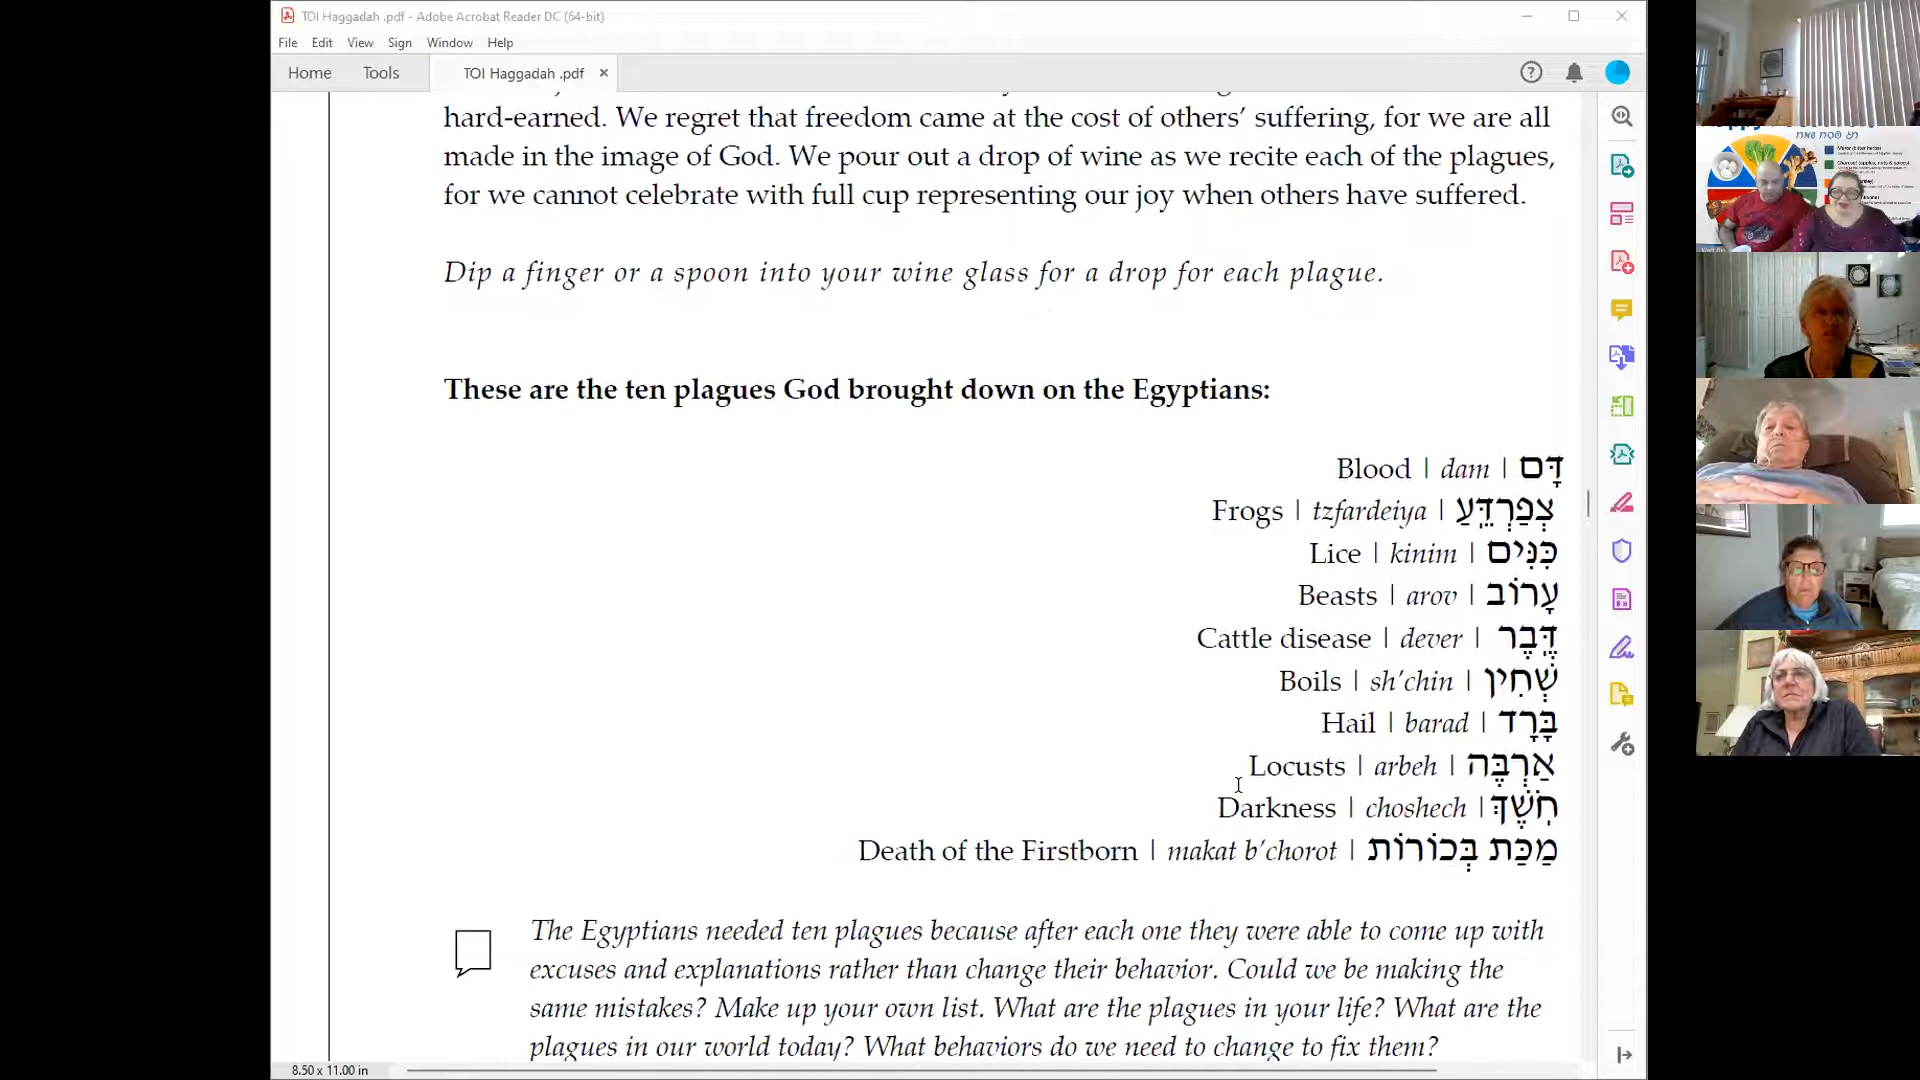 TOI Haggadah .pdf - Adobe Acrobat Reader DC (64-bit)
File Edit View Sign Window Help
Home Tools TOI Haggadah .pdf ×
hard-earned. We regret that freedom came at the cost of others’ suffering, for we are all
made in the image of God. We pour out a drop of wine as we recite each of the plagues,
for we cannot celebrate with full cup representing our joy when others have suffered.
Dip a finger or a spoon into your wine glass for a drop for each plague.
These are the ten plagues God brought down on the Egyptians:
Blood | dam | דָּם
Frogs | tzfardeiya | צְפַרְדֵּֽעַ
Lice | kinim | כִּנִּים
Beasts | arov | עָרוֹב
Cattle disease | dever | דֶּֽבֶר
Boils | sh’chin | שְׁחִין
Hail | barad | בָּרָד
Locusts | arbeh | אַרְבֶּה
Darkness | choshech | חֹֽשֶׁךְ
Death of the Firstborn | makat b’chorot | מַכַּת בְּכוֹרוֹת
The Egyptians needed ten plagues because after each one they were able to come up with
excuses and explanations rather than change their behavior. Could we be making the
same mistakes? Make up your own list. What are the plagues in your life? What are the
plagues in our world today? What behaviors do we need to change to fix them?
8.50 x 11.00 in